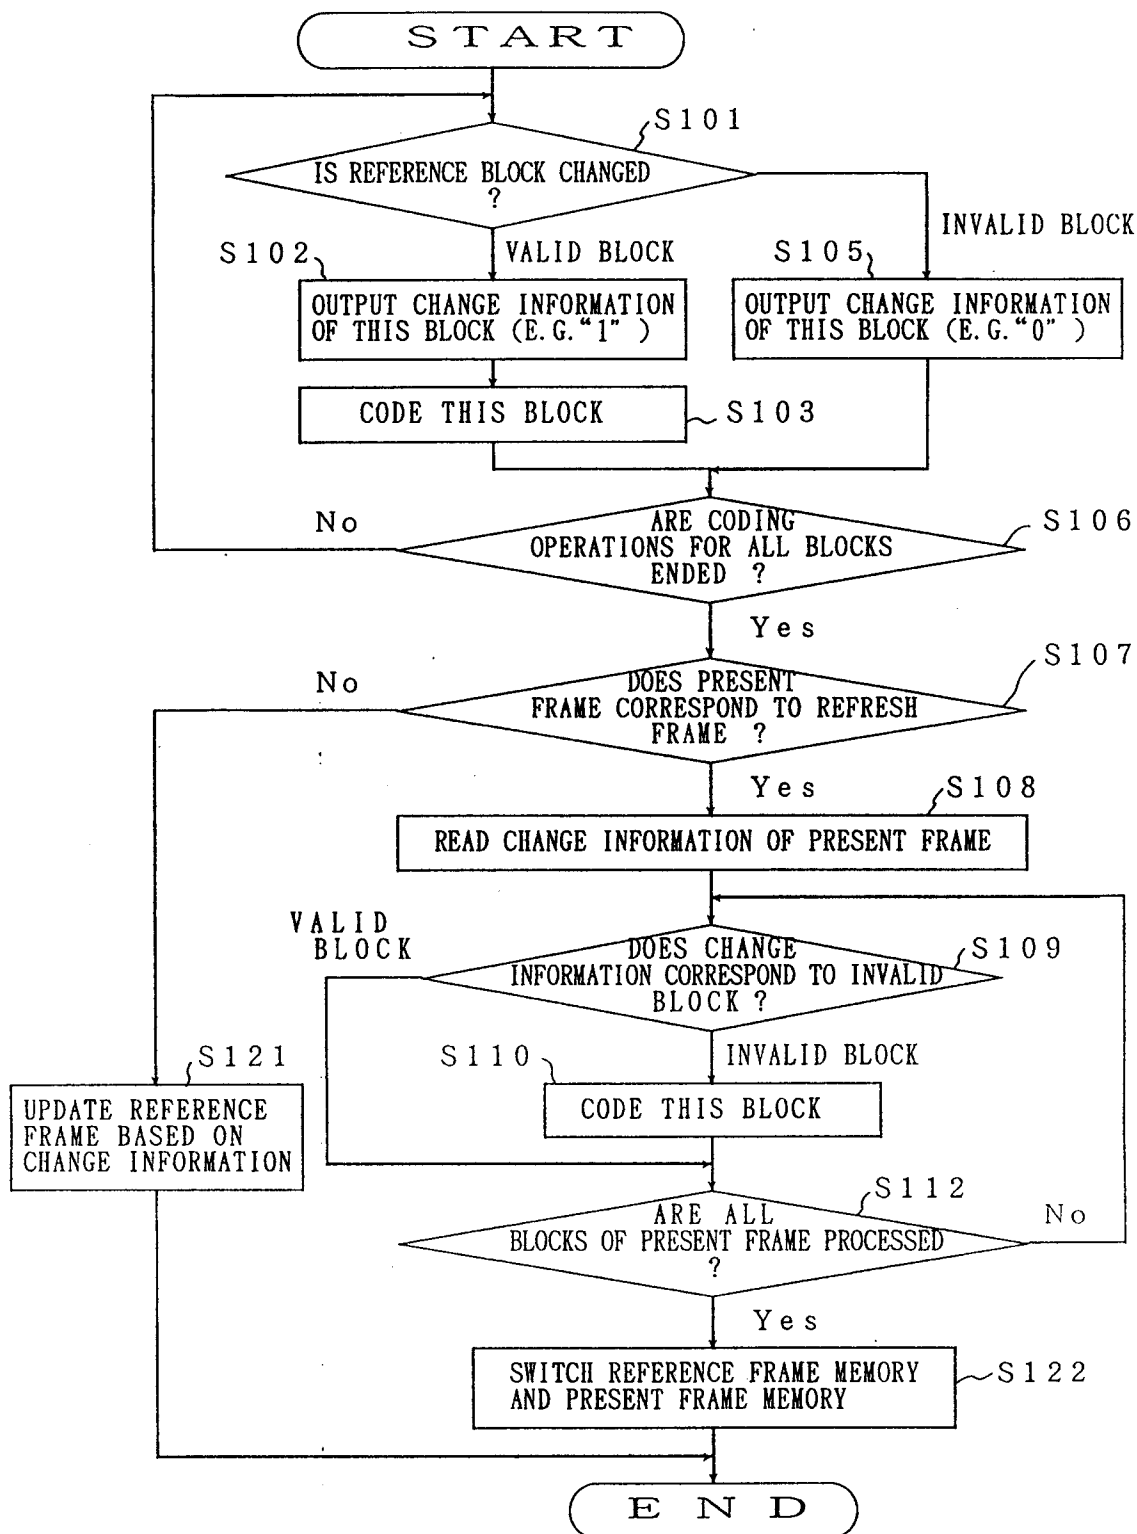 START
S101
IS REFERENCE BLOCK CHANGED
?
INVALID BLOCK
S102
VALID BLOCK
S105
OUTPUT CHANGE INFORMATION
OF THIS BLOCK (E.G. “1” )
OUTPUT CHANGE INFORMATION
OF THIS BLOCK (E.G. “0” )
CODE THIS BLOCK
S103
No
ARE CODING
OPERATIONS FOR ALL BLOCKS
ENDED ?
S106
Yes
S107
No
DOES PRESENT
FRAME CORRESPOND TO REFRESH
FRAME ?
Yes
S108
READ CHANGE INFORMATION OF PRESENT FRAME
VALID
BLOCK
DOES CHANGE
INFORMATION CORRESPOND TO INVALID
BLOCK ?
S109
S110
INVALID BLOCK
S121
CODE THIS BLOCK
UPDATE REFERENCE
FRAME BASED ON
CHANGE INFORMATION
S112
ARE ALL
BLOCKS OF PRESENT FRAME PROCESSED
?
No
Yes
SWITCH REFERENCE FRAME MEMORY
AND PRESENT FRAME MEMORY
S122
END